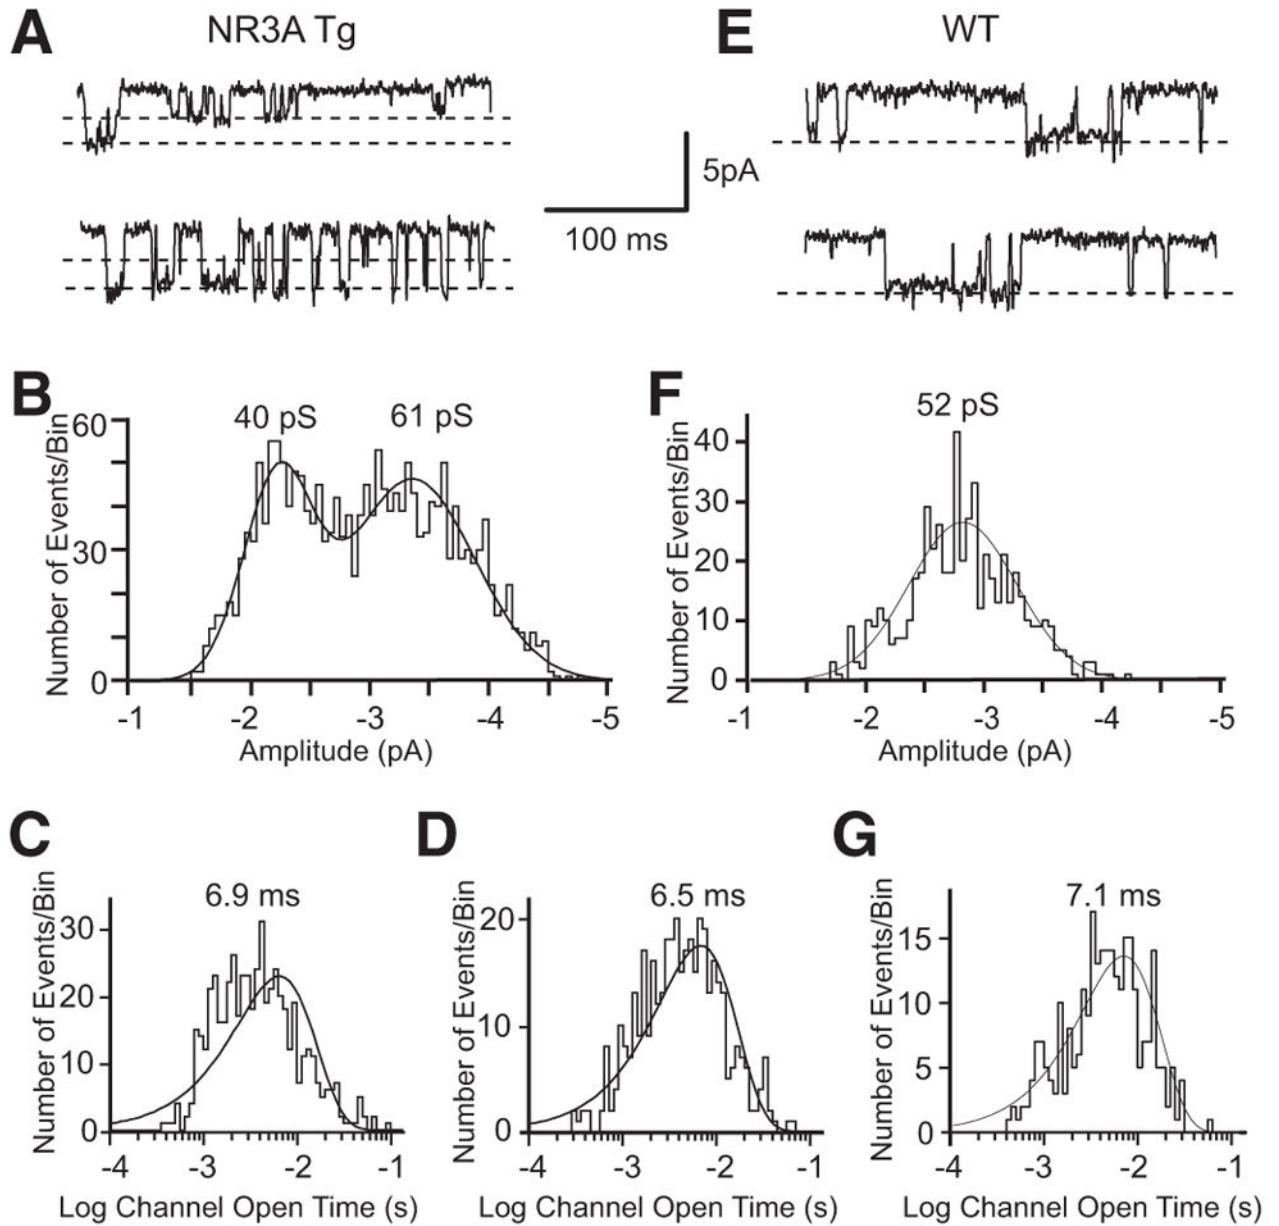 A
NR3A Tg
E
WT
5pA
100 ms
B
40 pS
61 pS
Number of Events/Bin
60
30
0
-1
-2
-3
-4
-5
Amplitude (pA)
F
52 pS
Number of Events/Bin
40
30
20
10
0
-1
-2
-3
-4
-5
Amplitude (pA)
C
6.9 ms
Number of Events/Bin
30
20
10
0
-4
-3
-2
-1
Log Channel Open Time (s)
D
6.5 ms
Number of Events/Bin
20
10
0
-4
-3
-2
-1
Log Channel Open Time (s)
G
7.1 ms
Number of Events/Bin
15
10
5
0
-4
-3
-2
-1
Log Channel Open Time (s)